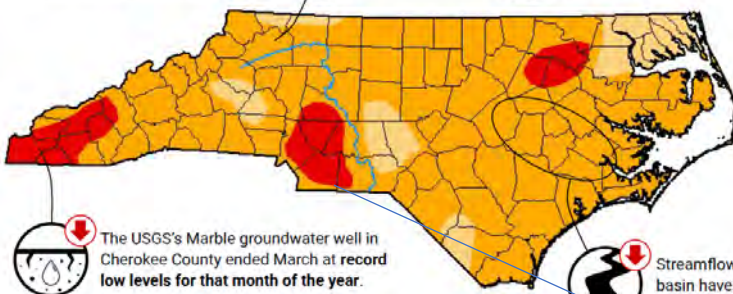 The USGS's Marble groundwater well in
Cherokee County ended March at record
low levels for that month of the year.
Streamflow
basin have